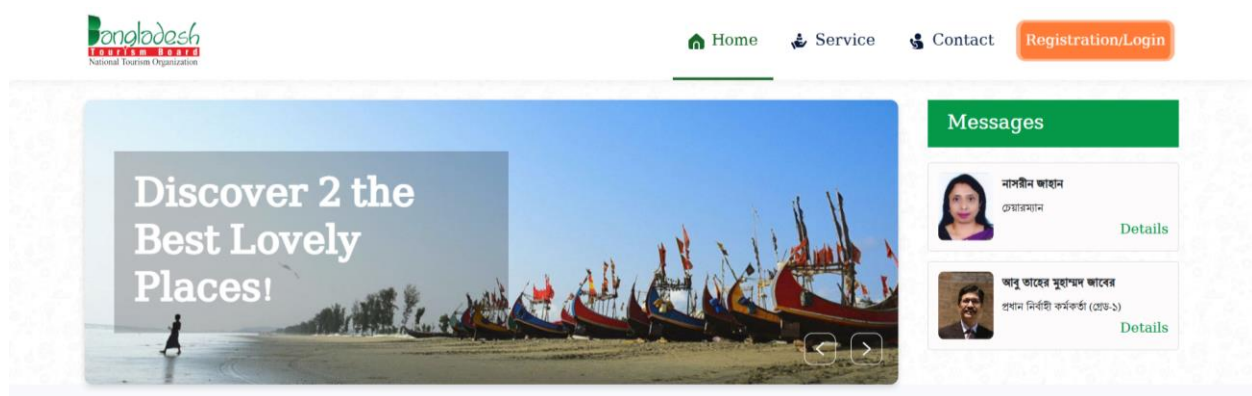 Bangladesh
Tourism Board
National Tourism Organization
Home
Service
Contact
Registration/Login
Discover 2 the
Best Lovely
Places!
Messages
নাসরীন জাহান
চেয়ারম্যান
Details
আবু তাহের মুহাম্মদ জাবের
প্রধান নির্বাহী কর্মকর্তা (গ্রেড-১)
Details